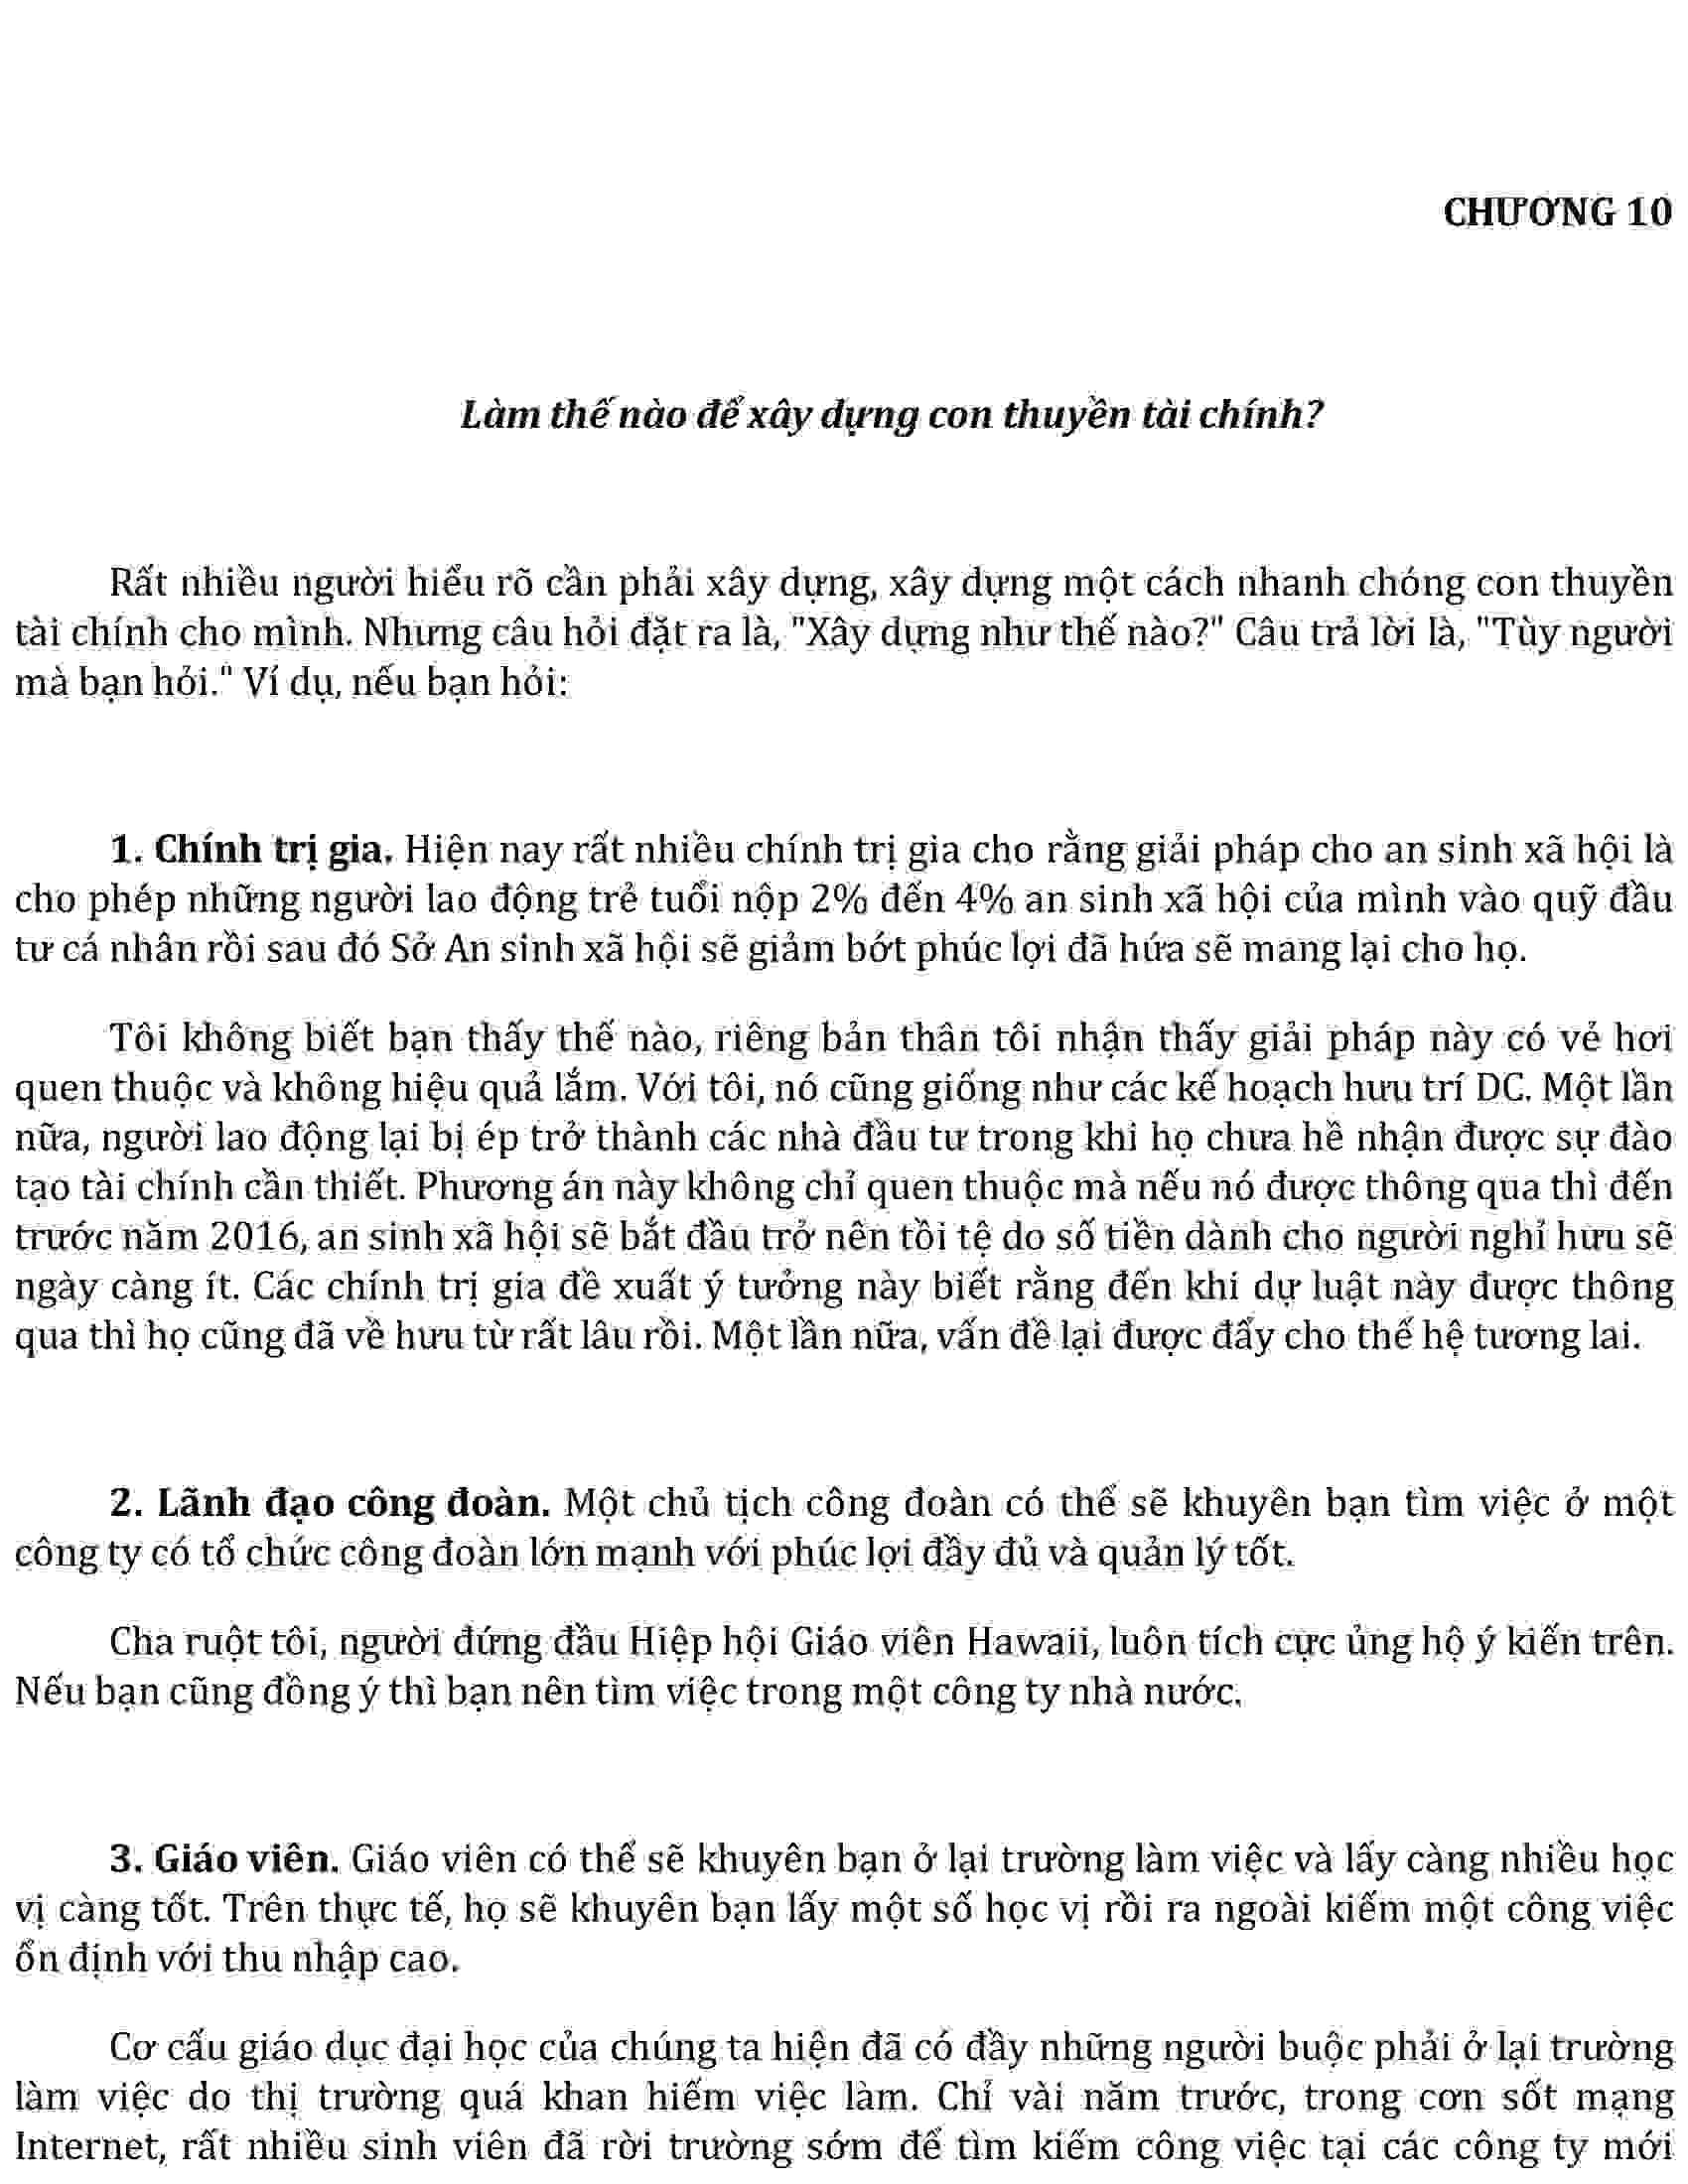 CHƯƠNG 10
Làm thế nào để xây dựng con thuyền tài chính?
Rất nhiều người hiểu rõ cần phải xây dựng, xây dựng một cách nhanh chóng con thuyền
tài chính cho mình. Nhưng câu hỏi đặt ra là, "Xây dựng như thế nào?" Câu trả lời là, "Tùy người
mà bạn hỏi." Ví dụ, nếu bạn hỏi:
1. Chính trị gia. Hiện nay rất nhiều chính trị gia cho rằng giải pháp cho an sinh xã hội là
cho phép những người lao động trẻ tuổi nộp 2% đến 4% an sinh xã hội của mình vào quỹ đầu
tư cá nhân rồi sau đó Sở An sinh xã hội sẽ giảm bớt phúc lợi đã hứa sẽ mang lại cho họ.
Tôi không biết bạn thấy thế nào, riêng bản thân tôi nhận thấy giải pháp này có vẻ hơi
quen thuộc và không hiệu quả lắm. Với tôi, nó cũng giống như các kế hoạch hưu trí DC. Một lần
nữa, người lao động lại bị ép trở thành các nhà đầu tư trong khi họ chưa hề nhận được sự đào
tạo tài chính cần thiết. Phương án này không chỉ quen thuộc mà nếu nó được thông qua thì đến
trước năm 2016, an sinh xã hội sẽ bắt đầu trở nên tồi tệ do số tiền dành cho người nghỉ hưu sẽ
ngày càng ít. Các chính trị gia đề xuất ý tưởng này biết rằng đến khi dự luật này được thông
qua thì họ cũng đã về hưu từ rất lâu rồi. Một lần nữa, vấn đề lại được đẩy cho thế hệ tương lai.
2. Lãnh đạo công đoàn. Một chủ tịch công đoàn có thể sẽ khuyên bạn tìm việc ở một
công ty có tổ chức công đoàn lớn mạnh với phúc lợi đầy đủ và quản lý tốt.
Cha ruột tôi, người đứng đầu Hiệp hội Giáo viên Hawaii, luôn tích cực ủng hộ ý kiến trên.
Nếu bạn cũng đồng ý thì bạn nên tìm việc trong một công ty nhà nước.
3. Giáo viên. Giáo viên có thể sẽ khuyên bạn ở lại trường làm việc và lấy càng nhiều học
vị càng tốt. Trên thực tế, họ sẽ khuyên bạn lấy một số học vị rồi ra ngoài kiếm một công việc
ổn định với thu nhập cao.
Cơ cấu giáo dục đại học của chúng ta hiện đã có đầy những người buộc phải ở lại trường
làm việc do thị trường quá khan hiếm việc làm. Chỉ vài năm trước, trong cơn sốt mạng
Internet, rất nhiều sinh viên đã rời trường sớm để tìm kiếm công việc tại các công ty mới